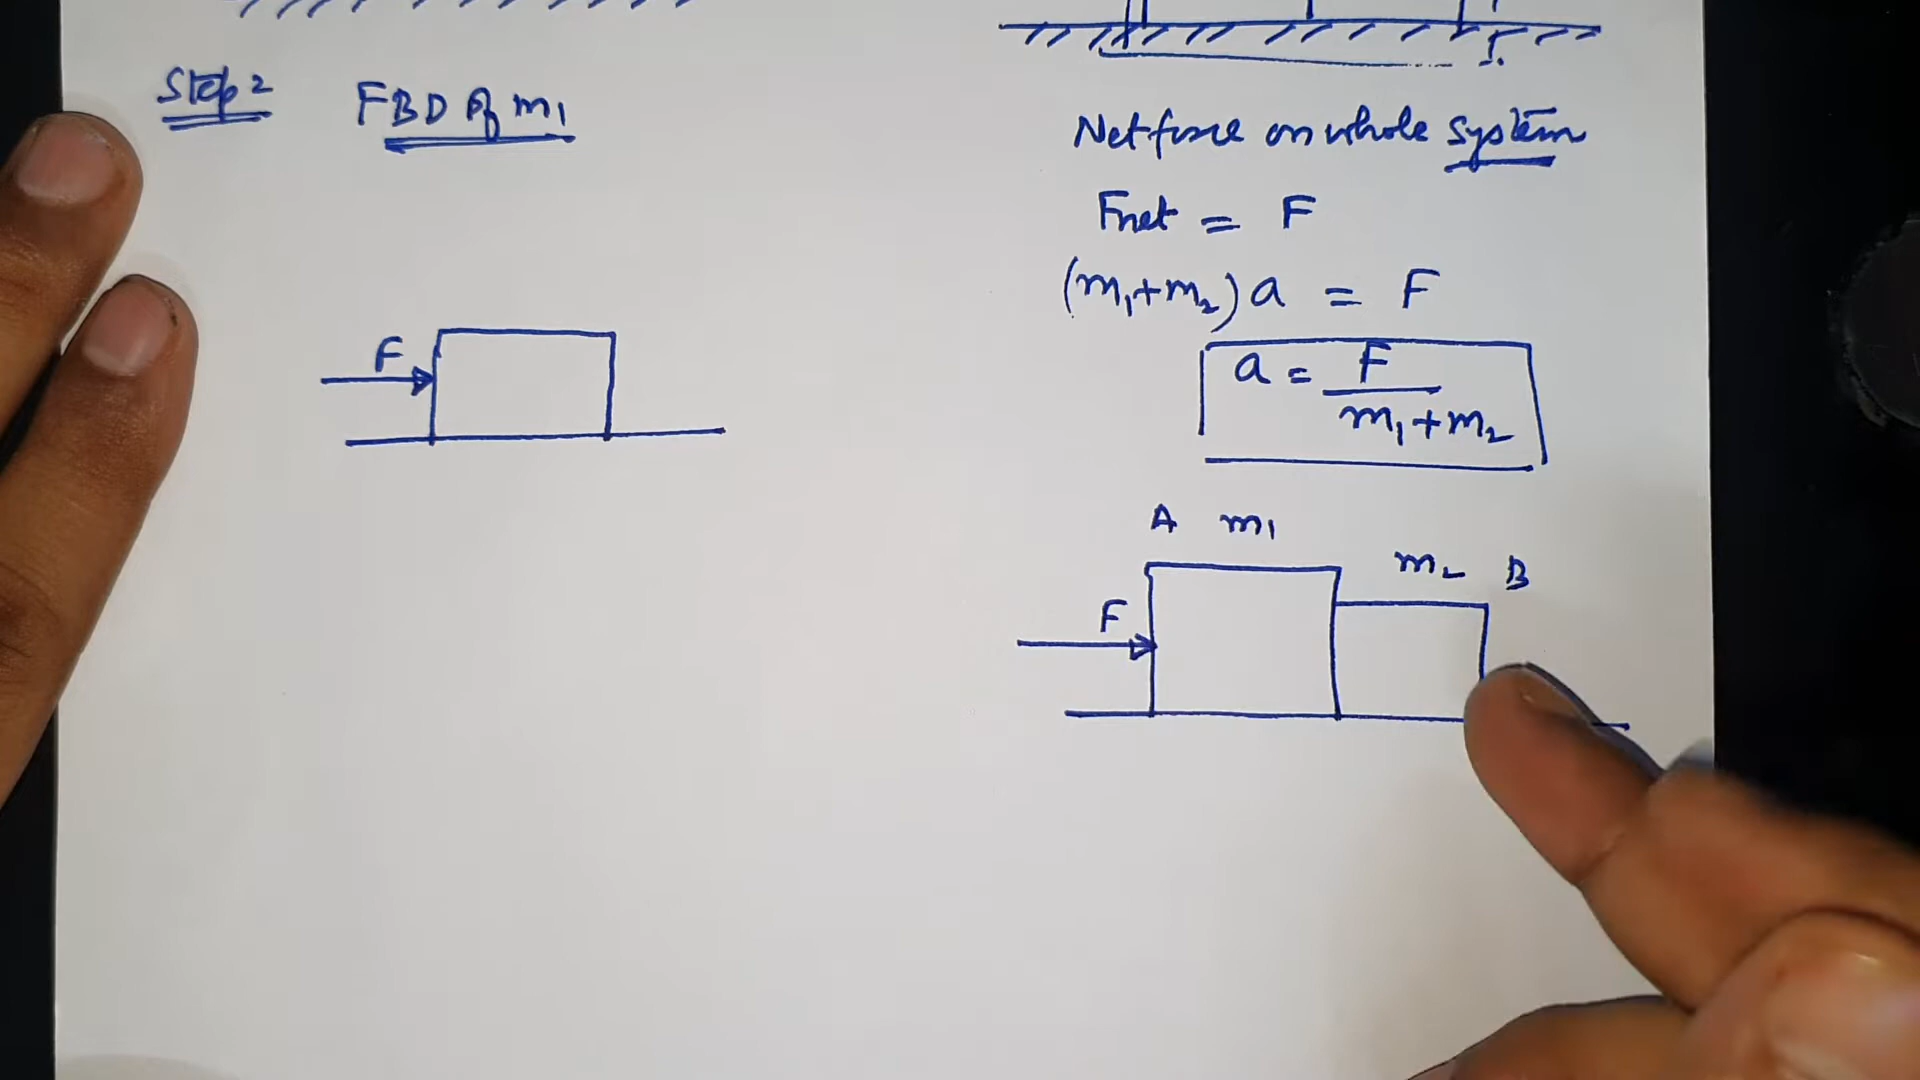 Step 2
FBD of m₁
F
Net force on whole system
Fnet = F
(m₁+m₂)a = F
a = F / m₁+m₂
A m₁
m₂ B
F